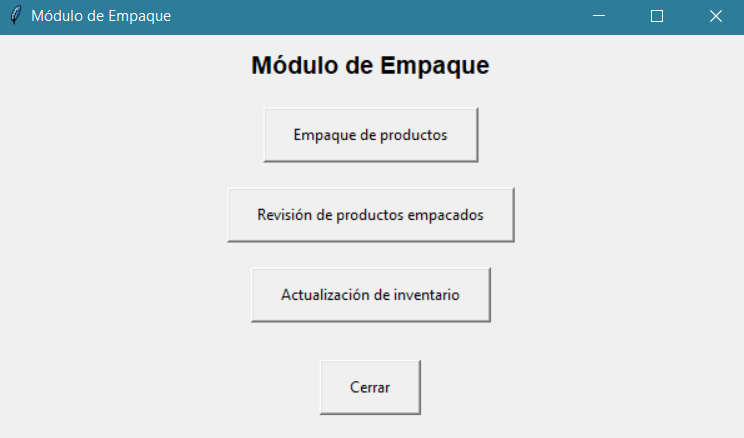 Módulo de Empaque
Módulo de Empaque
Empaque de productos
Revisión de productos empacados
Actualización de inventario
Cerrar